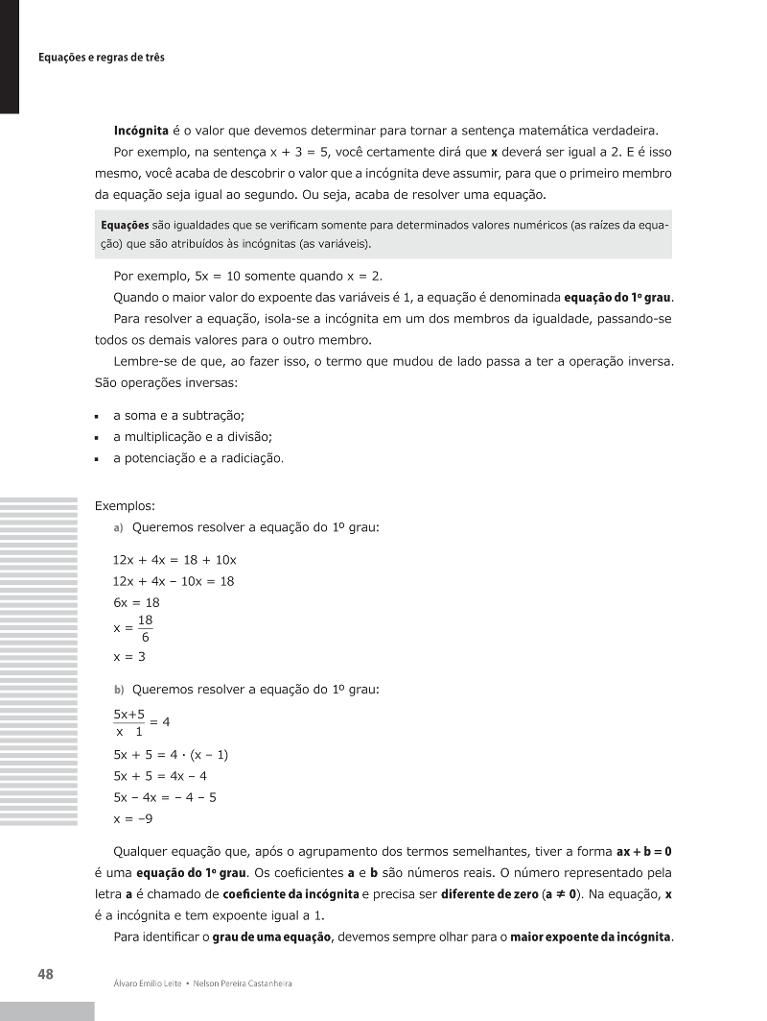 Equações e regras de três
Incógnita é o valor que devemos determinar para tornar a sentença matemática verdadeira.
Por exemplo, na sentença x + 3 = 5, você certamente dirá que x deverá ser igual a 2. E é isso
mesmo, você acaba de descobrir o valor que a incógnita deve assumir, para que o primeiro membro
da equação seja igual ao segundo. Ou seja, acaba de resolver uma equação.
Equações são igualdades que se verificam somente para determinados valores numéricos (as raízes da equa-
ção) que são atribuídos às incógnitas (as variáveis).
Por exemplo, 5x = 10 somente quando x = 2.
Quando o maior valor do expoente das variáveis é 1, a equação é denominada equação do 1º grau.
Para resolver a equação, isola-se a incógnita em um dos membros da igualdade, passando-se
todos os demais valores para o outro membro.
Lembre-se de que, ao fazer isso, o termo que mudou de lado passa a ter a operação inversa.
São operações inversas:
▪ a soma e a subtração;
▪ a multiplicação e a divisão;
▪ a potenciação e a radiciação.
Exemplos:
a) Queremos resolver a equação do 1º grau:
12x + 4x = 18 + 10x
12x + 4x – 10x = 18
6x = 18
x = 18/6
x = 3
b) Queremos resolver a equação do 1º grau:
5x+5
= 4
x 1
5x + 5 = 4 · (x – 1)
5x + 5 = 4x – 4
5x – 4x = – 4 – 5
x = –9
Qualquer equação que, após o agrupamento dos termos semelhantes, tiver a forma ax + b = 0
é uma equação do 1º grau. Os coeficientes a e b são números reais. O número representado pela
letra a é chamado de coeficiente da incógnita e precisa ser diferente de zero (a ≠ 0). Na equação, x
é a incógnita e tem expoente igual a 1.
Para identificar o grau de uma equação, devemos sempre olhar para o maior expoente da incógnita.
48
Álvaro Emílio Leite • Nelson Pereira Castanheira